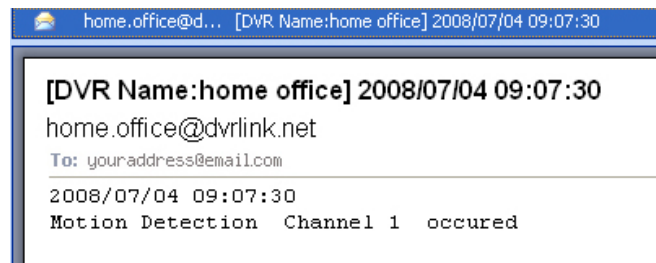 home.office@d... [DVR Name:home office] 2008/07/04 09:07:30
[DVR Name:home office] 2008/07/04 09:07:30
home.office@dvrlink.net
To: youraddress@email.com
2008/07/04 09:07:30
Motion Detection Channel 1 occured